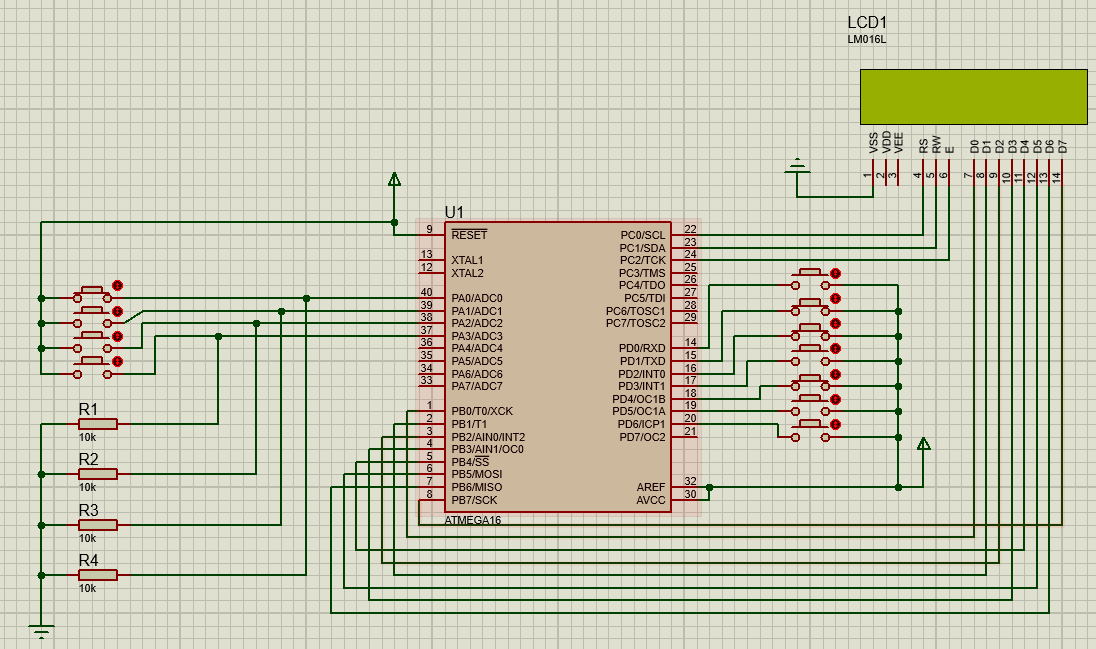 LCD1
LM016L
VSS VDD VEE RS RW E D0 D1 D2 D3 D4 D5 D6 D7
1 2 3 4 5 6 7 8 9 10 11 12 13 14
U1
9 RESET PC0/SCL 22
PC1/SDA 23
13 XTAL1 PC2/TCK 24
12 XTAL2 PC3/TMS 25
PC4/TDO 26
40 PA0/ADC0 PC5/TDI 27
39 PA1/ADC1 PC6/TOSC1 28
38 PA2/ADC2 PC7/TOSC2 29
37 PA3/ADC3
36 PA4/ADC4 PD0/RXD 14
35 PA5/ADC5 PD1/TXD 15
34 PA6/ADC6 PD2/INT0 16
33 PA7/ADC7 PD3/INT1 17
PD4/OC1B 18
1 PB0/T0/XCK PD5/OC1A 19
2 PB1/T1 PD6/ICP1 20
3 PB2/AIN0/INT2 PD7/OC2 21
4 PB3/AIN1/OC0
5 PB4/SS
6 PB5/MOSI
7 PB6/MISO AREF 32
8 PB7/SCK AVCC 30
ATMEGA16
R1
10k
R2
10k
R3
10k
R4
10k